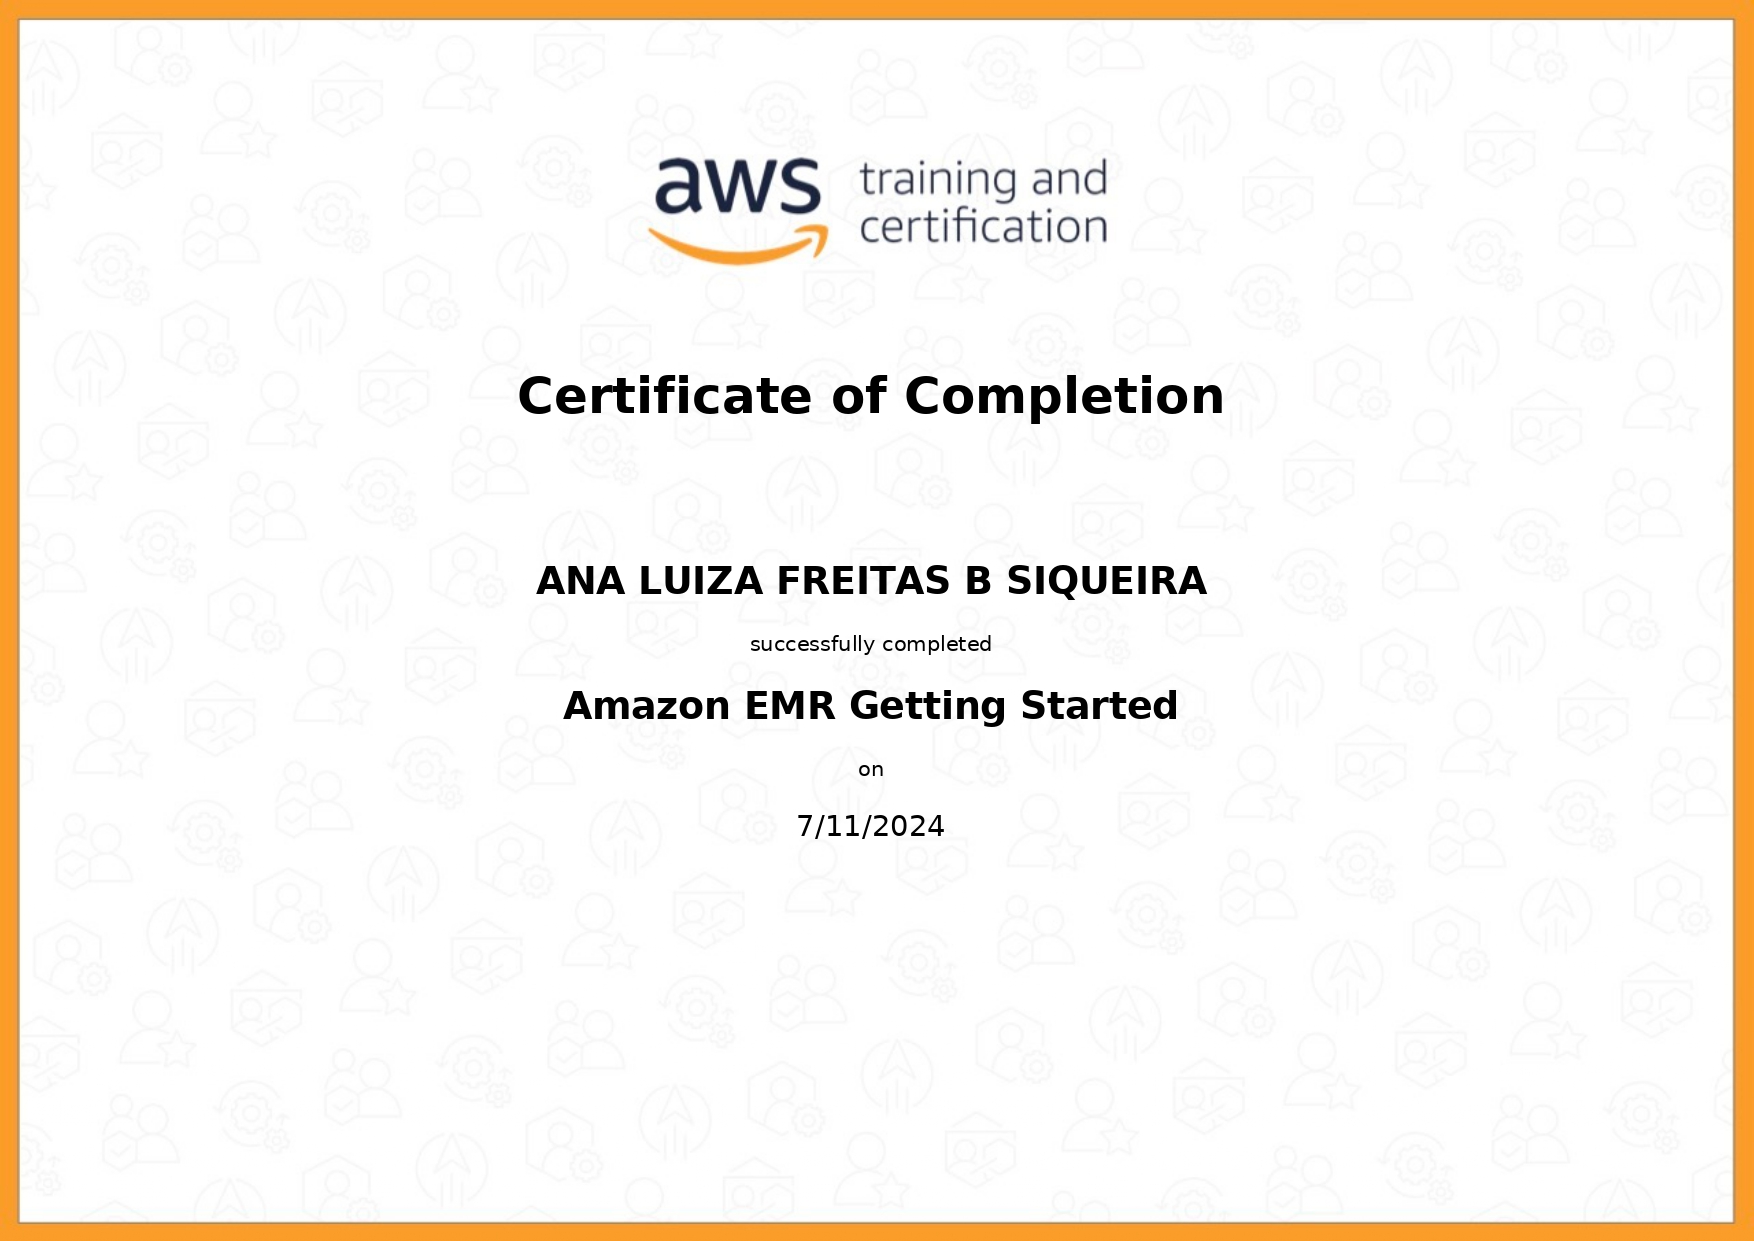 aws training and
certification
Certificate of Completion
ANA LUIZA FREITAS B SIQUEIRA
successfully completed
Amazon EMR Getting Started
on
7/11/2024